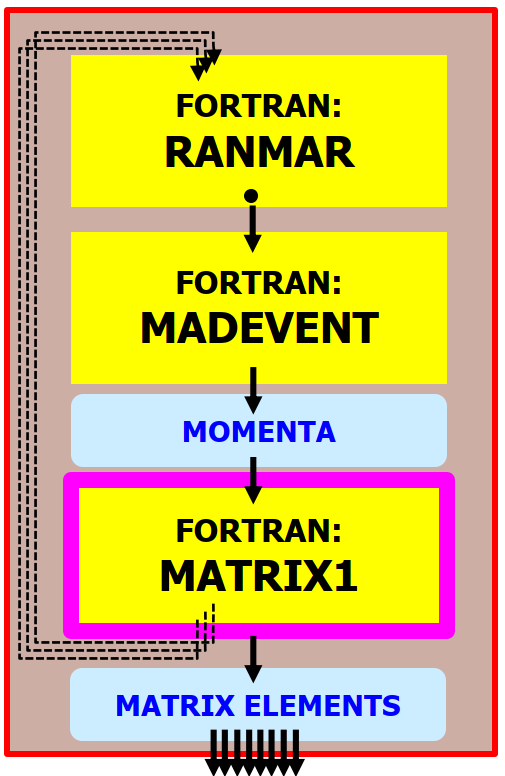 FORTRAN:
RANMAR
FORTRAN:
MADEVENT
MOMENTA
FORTRAN:
MATRIX1
MATRIX ELEMENTS